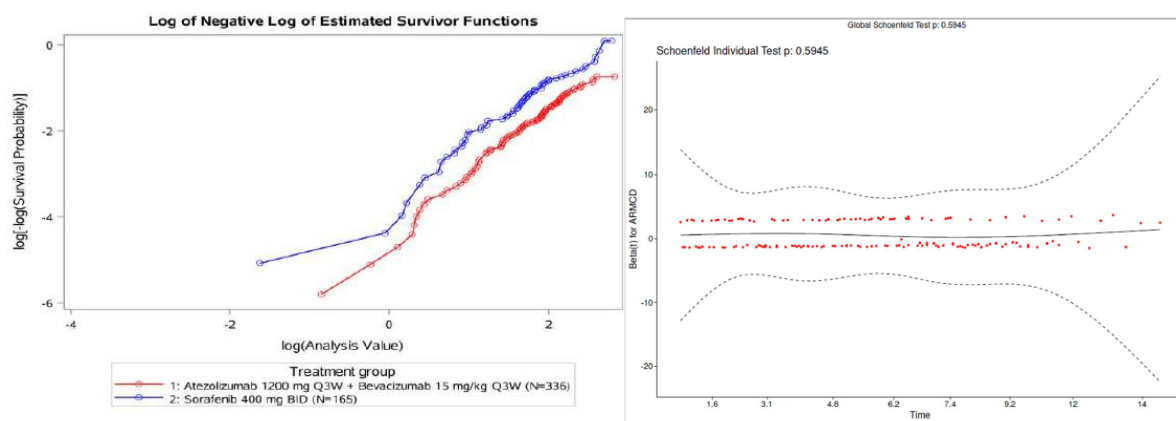 Log of Negative Log of Estimated Survivor Functions
log[-log(Survival Probability)]
0
-2
-4
-6
-4
-2
0
2
log(Analysis Value)
Treatment group
1: Atezolizumab 1200 mg Q3W + Bevacizumab 15 mg/kg Q3W (N=336)
2: Sorafenib 400 mg BID (N=165)
Global Schoenfeld Test p: 0.5945
Schoenfeld Individual Test p: 0.5945
Beta(t) for ARMCD
20
10
0
-10
-20
1.6
3.1
4.8
5.8
7.4
9.2
12
14
Time